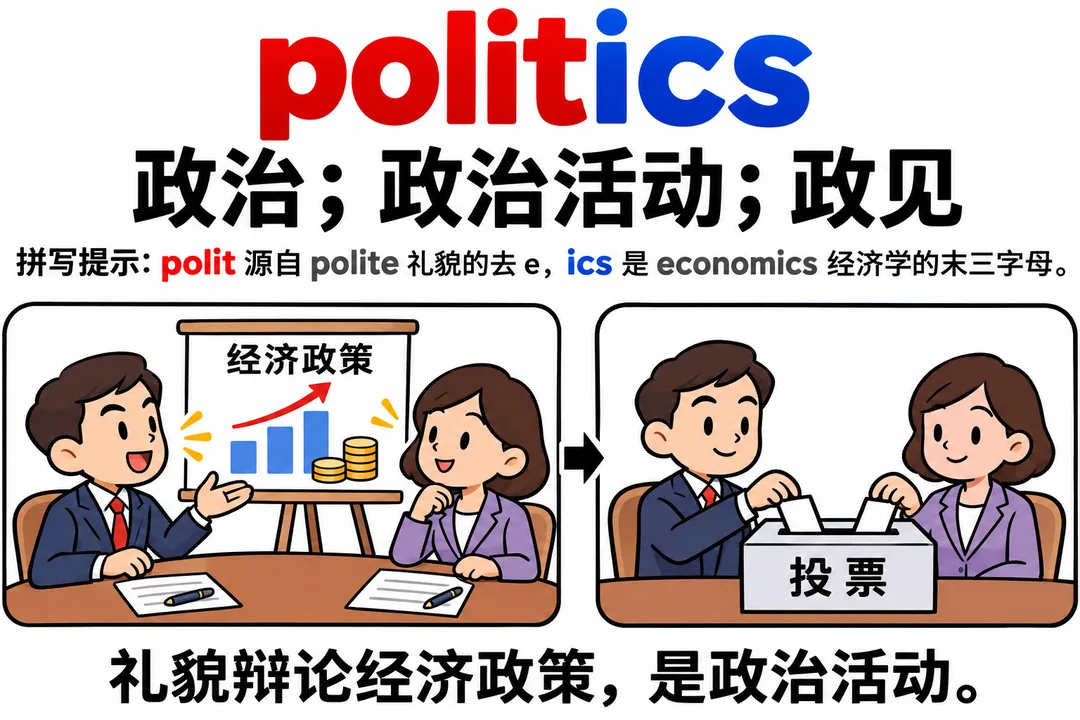 politics
政治；政治活动；政见
拼写提示：polit 源自 polite 礼貌的去 e，ics 是 economics 经济学的末三字母。
经济政策
投票
礼貌辩论经济政策，是政治活动。